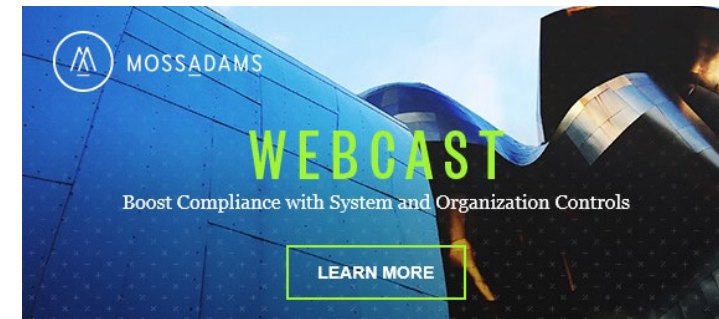 MOSSADAMS
WEBCAST
Boost Compliance with System and Organization Controls
LEARN MORE